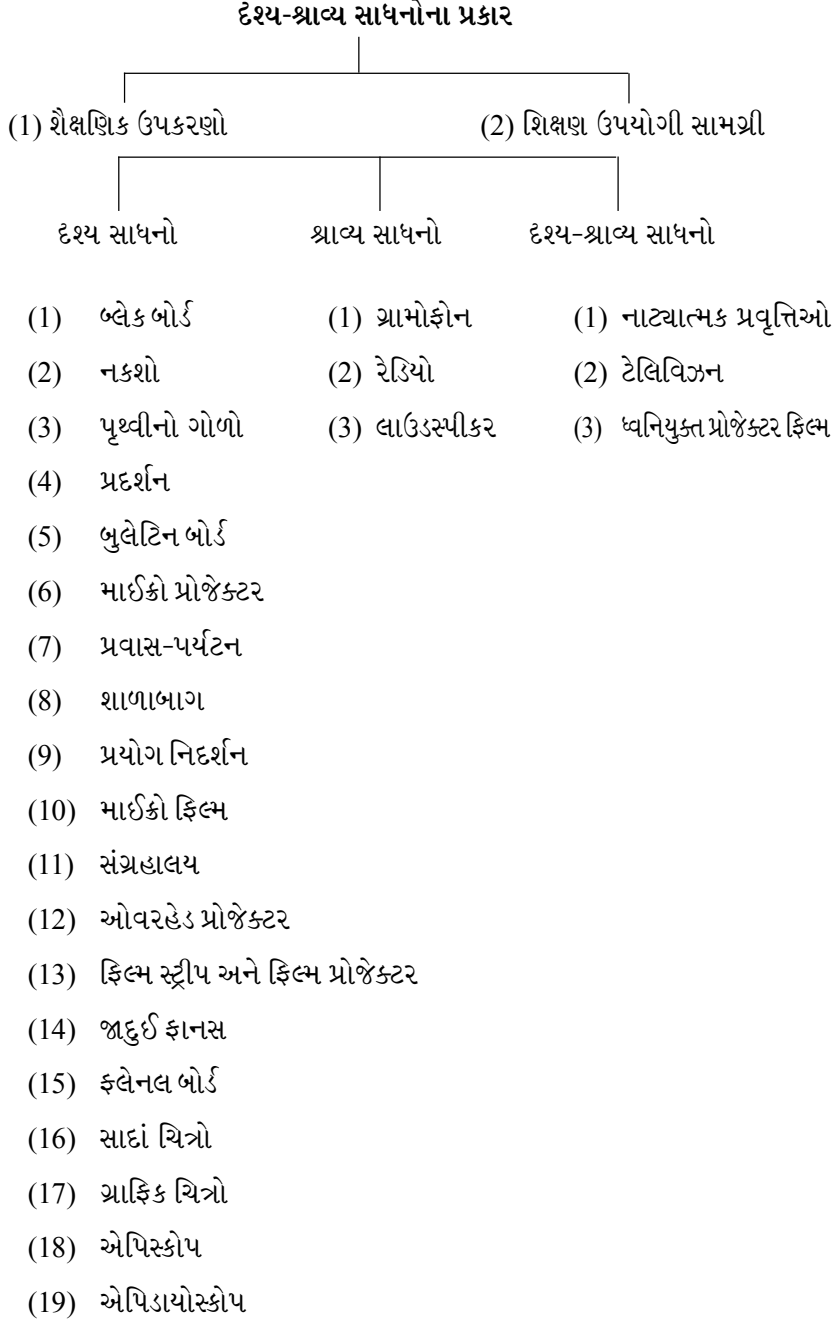 દૃશ્ય-શ્રાવ્ય સાધનોના પ્રકાર
(1) શૈક્ષણિક ઉપકરણો (2) શિક્ષણ ઉપયોગી સામગ્રી
દૃશ્ય સાધનો શ્રાવ્ય સાધનો દૃશ્ય-શ્રાવ્ય સાધનો
(1) બ્લેક બોર્ડ (1) ગ્રામોફોન (1) નાટ્યાત્મક પ્રવૃત્તિઓ
(2) નકશો (2) રેડિયો (2) ટેલિવિઝન
(3) પૃથ્વીનો ગોળો (3) લાઉડસ્પીકર (3) ધ્વનિયુક્ત પ્રોજેક્ટર ફિલ્મ
(4) પ્રદર્શન
(5) બુલેટિન બોર્ડ
(6) માઈક્રો પ્રોજેક્ટર
(7) પ્રવાસ-પર્યટન
(8) શાળાબાગ
(9) પ્રયોગ નિદર્શન
(10) માઈક્રો ફિલ્મ
(11) સંગ્રહાલય
(12) ઓવરહેડ પ્રોજેક્ટર
(13) ફિલ્મ સ્ટ્રીપ અને ફિલ્મ પ્રોજેક્ટર
(14) જાદુઈ ફાનસ
(15) ફ્લેનલ બોર્ડ
(16) સાદાં ચિત્રો
(17) ગ્રાફિક ચિત્રો
(18) એપિસ્કોપ
(19) એપિડાયોસ્કોપ